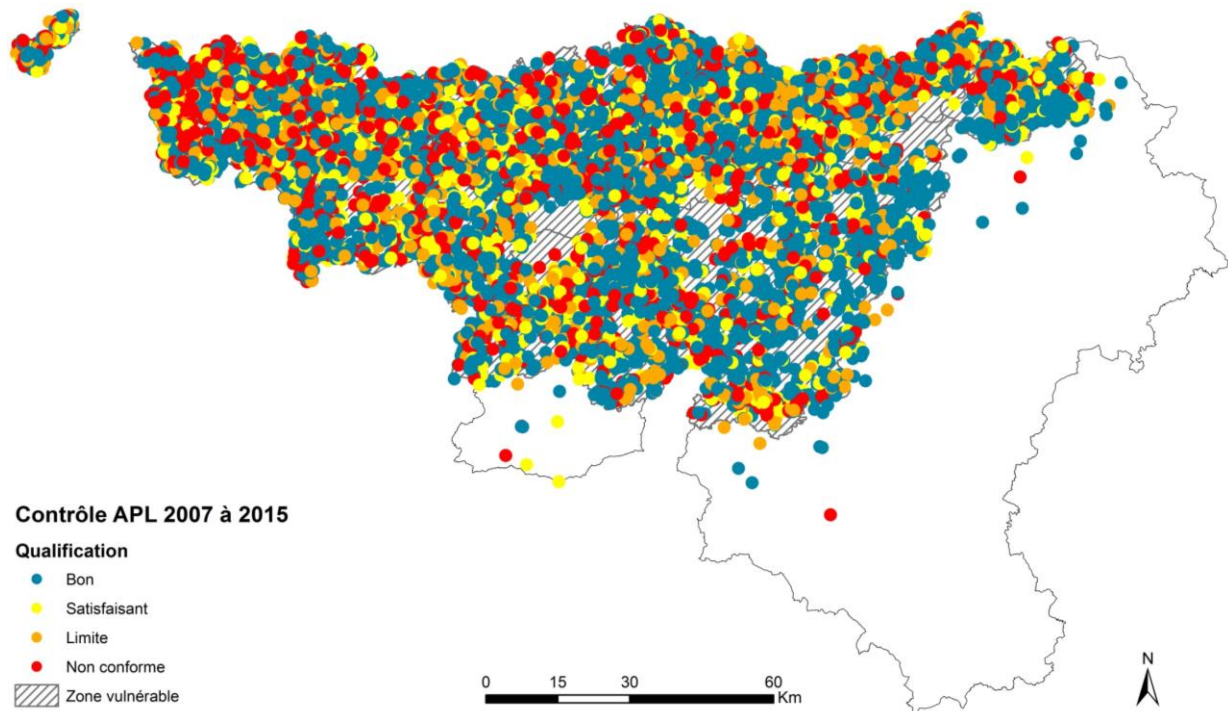 Contrôle APL 2007 à 2015
Qualification
Bon
Satisfaisant
Limite
Non conforme
Zone vulnérable
0 15 30 60
Km
N